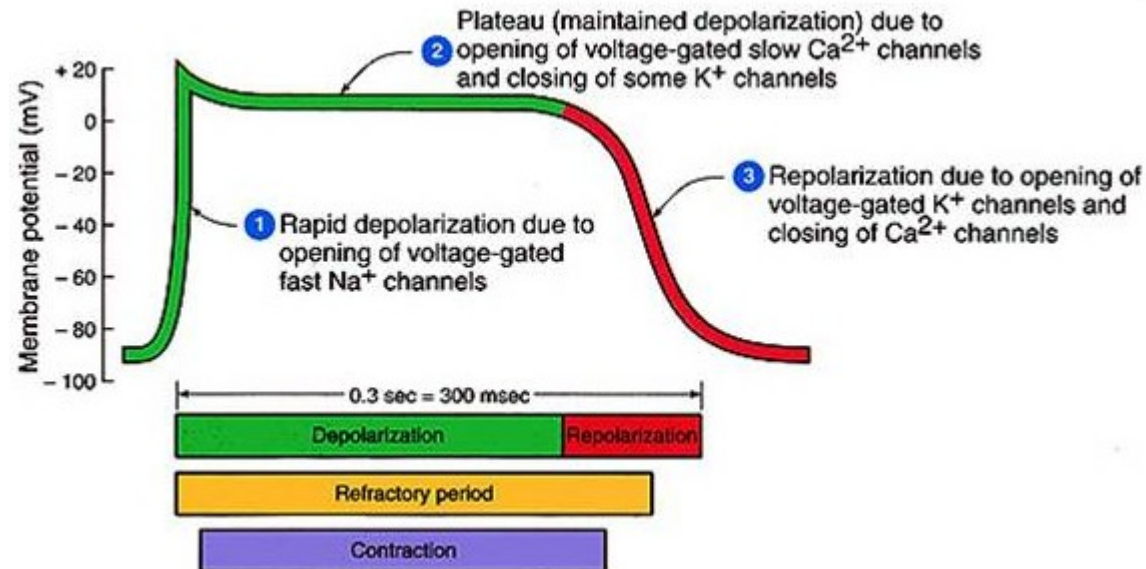 Plateau (maintained depolarization) due to
2 opening of voltage-gated slow Ca2+ channels
and closing of some K+ channels
Membrane potential (mV)
+ 20
0
– 20
– 40
– 60
– 80
– 100
1 Rapid depolarization due to
opening of voltage-gated
fast Na+ channels
3 Repolarization due to opening of
voltage-gated K+ channels and
closing of Ca2+ channels
0.3 sec = 300 msec
Depolarization
Repolarization
Refractory period
Contraction